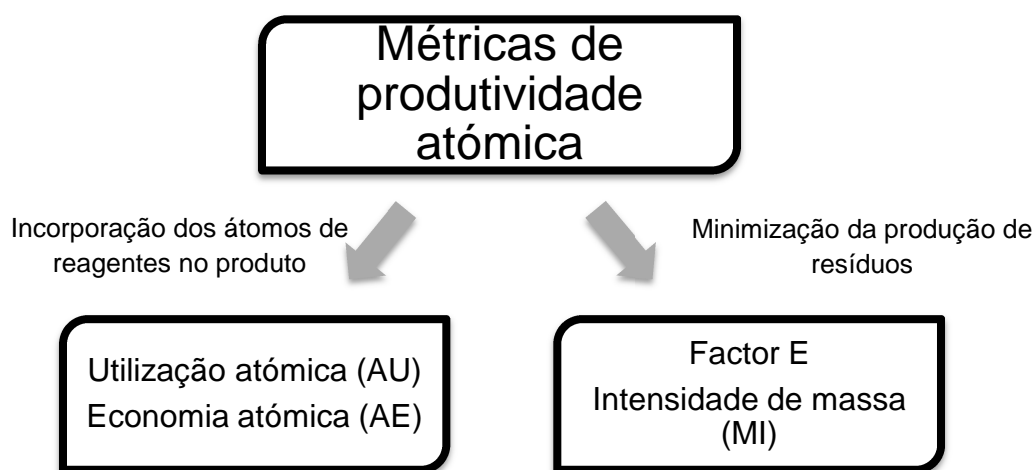 Métricas de
produtividade
atómica
Incorporação dos átomos de
reagentes no produto
Minimização da produção de
resíduos
Utilização atómica (AU)
Economia atómica (AE)
Factor E
Intensidade de massa
(MI)